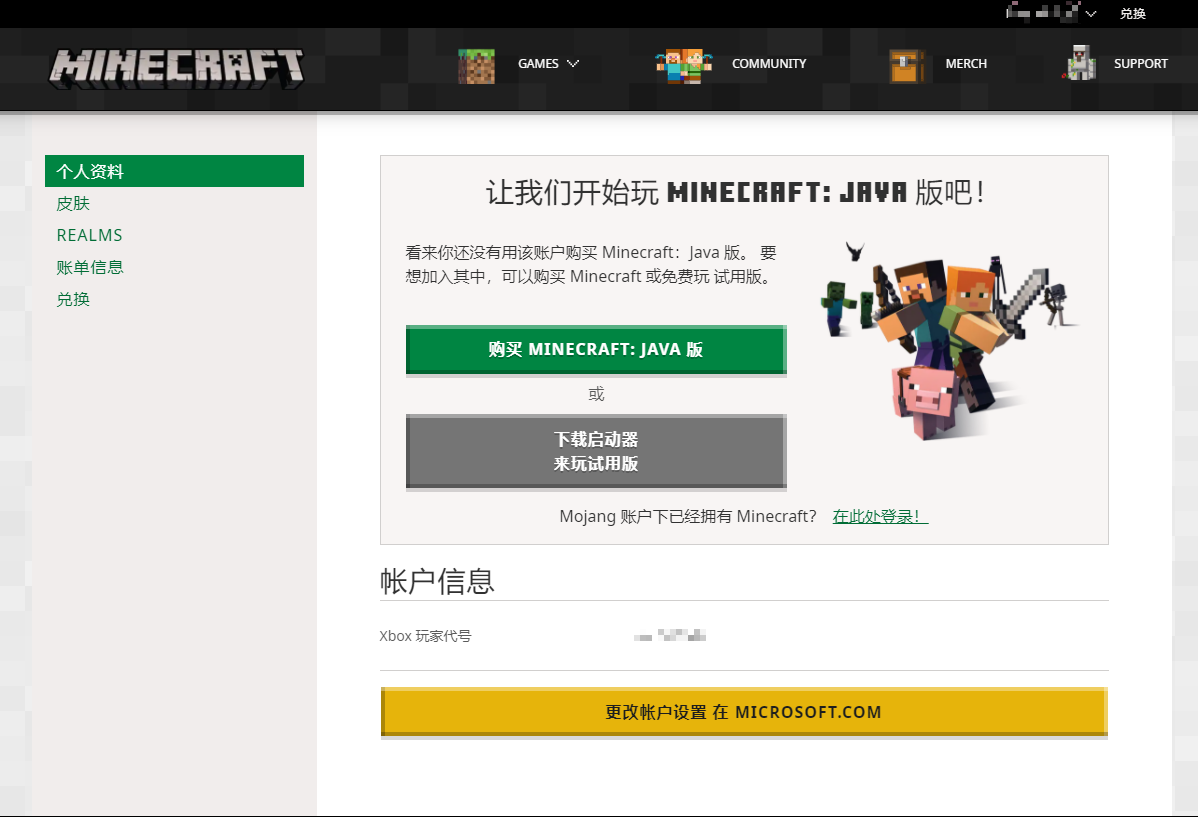 兑换
MINECRAFT
GAMES
COMMUNITY
MERCH
SUPPORT
个人资料
皮肤
REALMS
账单信息
兑换
让我们开始玩 MINECRAFT: JAVA 版吧！
看来你还没有用该账户购买 Minecraft：Java 版。 要
想加入其中，可以购买 Minecraft 或免费玩 试用版。
购买 MINECRAFT: JAVA 版
或
下载启动器
来玩试用版
Mojang 账户下已经拥有 Minecraft？ 在此处登录！
帐户信息
Xbox 玩家代号
更改帐户设置 在 MICROSOFT.COM